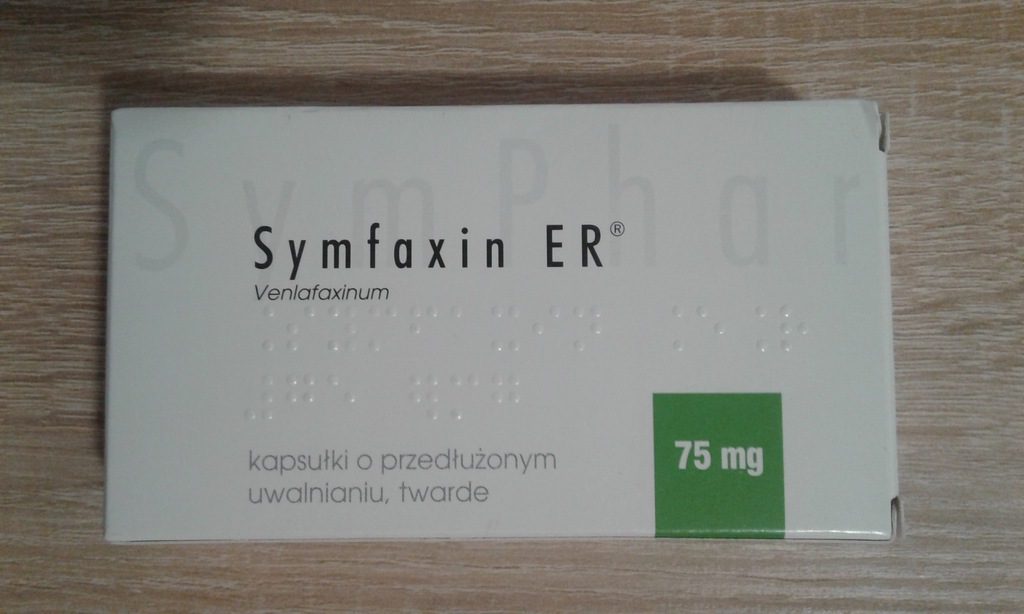 SymPhar
Symfaxin ER®
Venlafaxinum
kapsułki o przedłużonym
uwalnianiu, twarde
75 mg